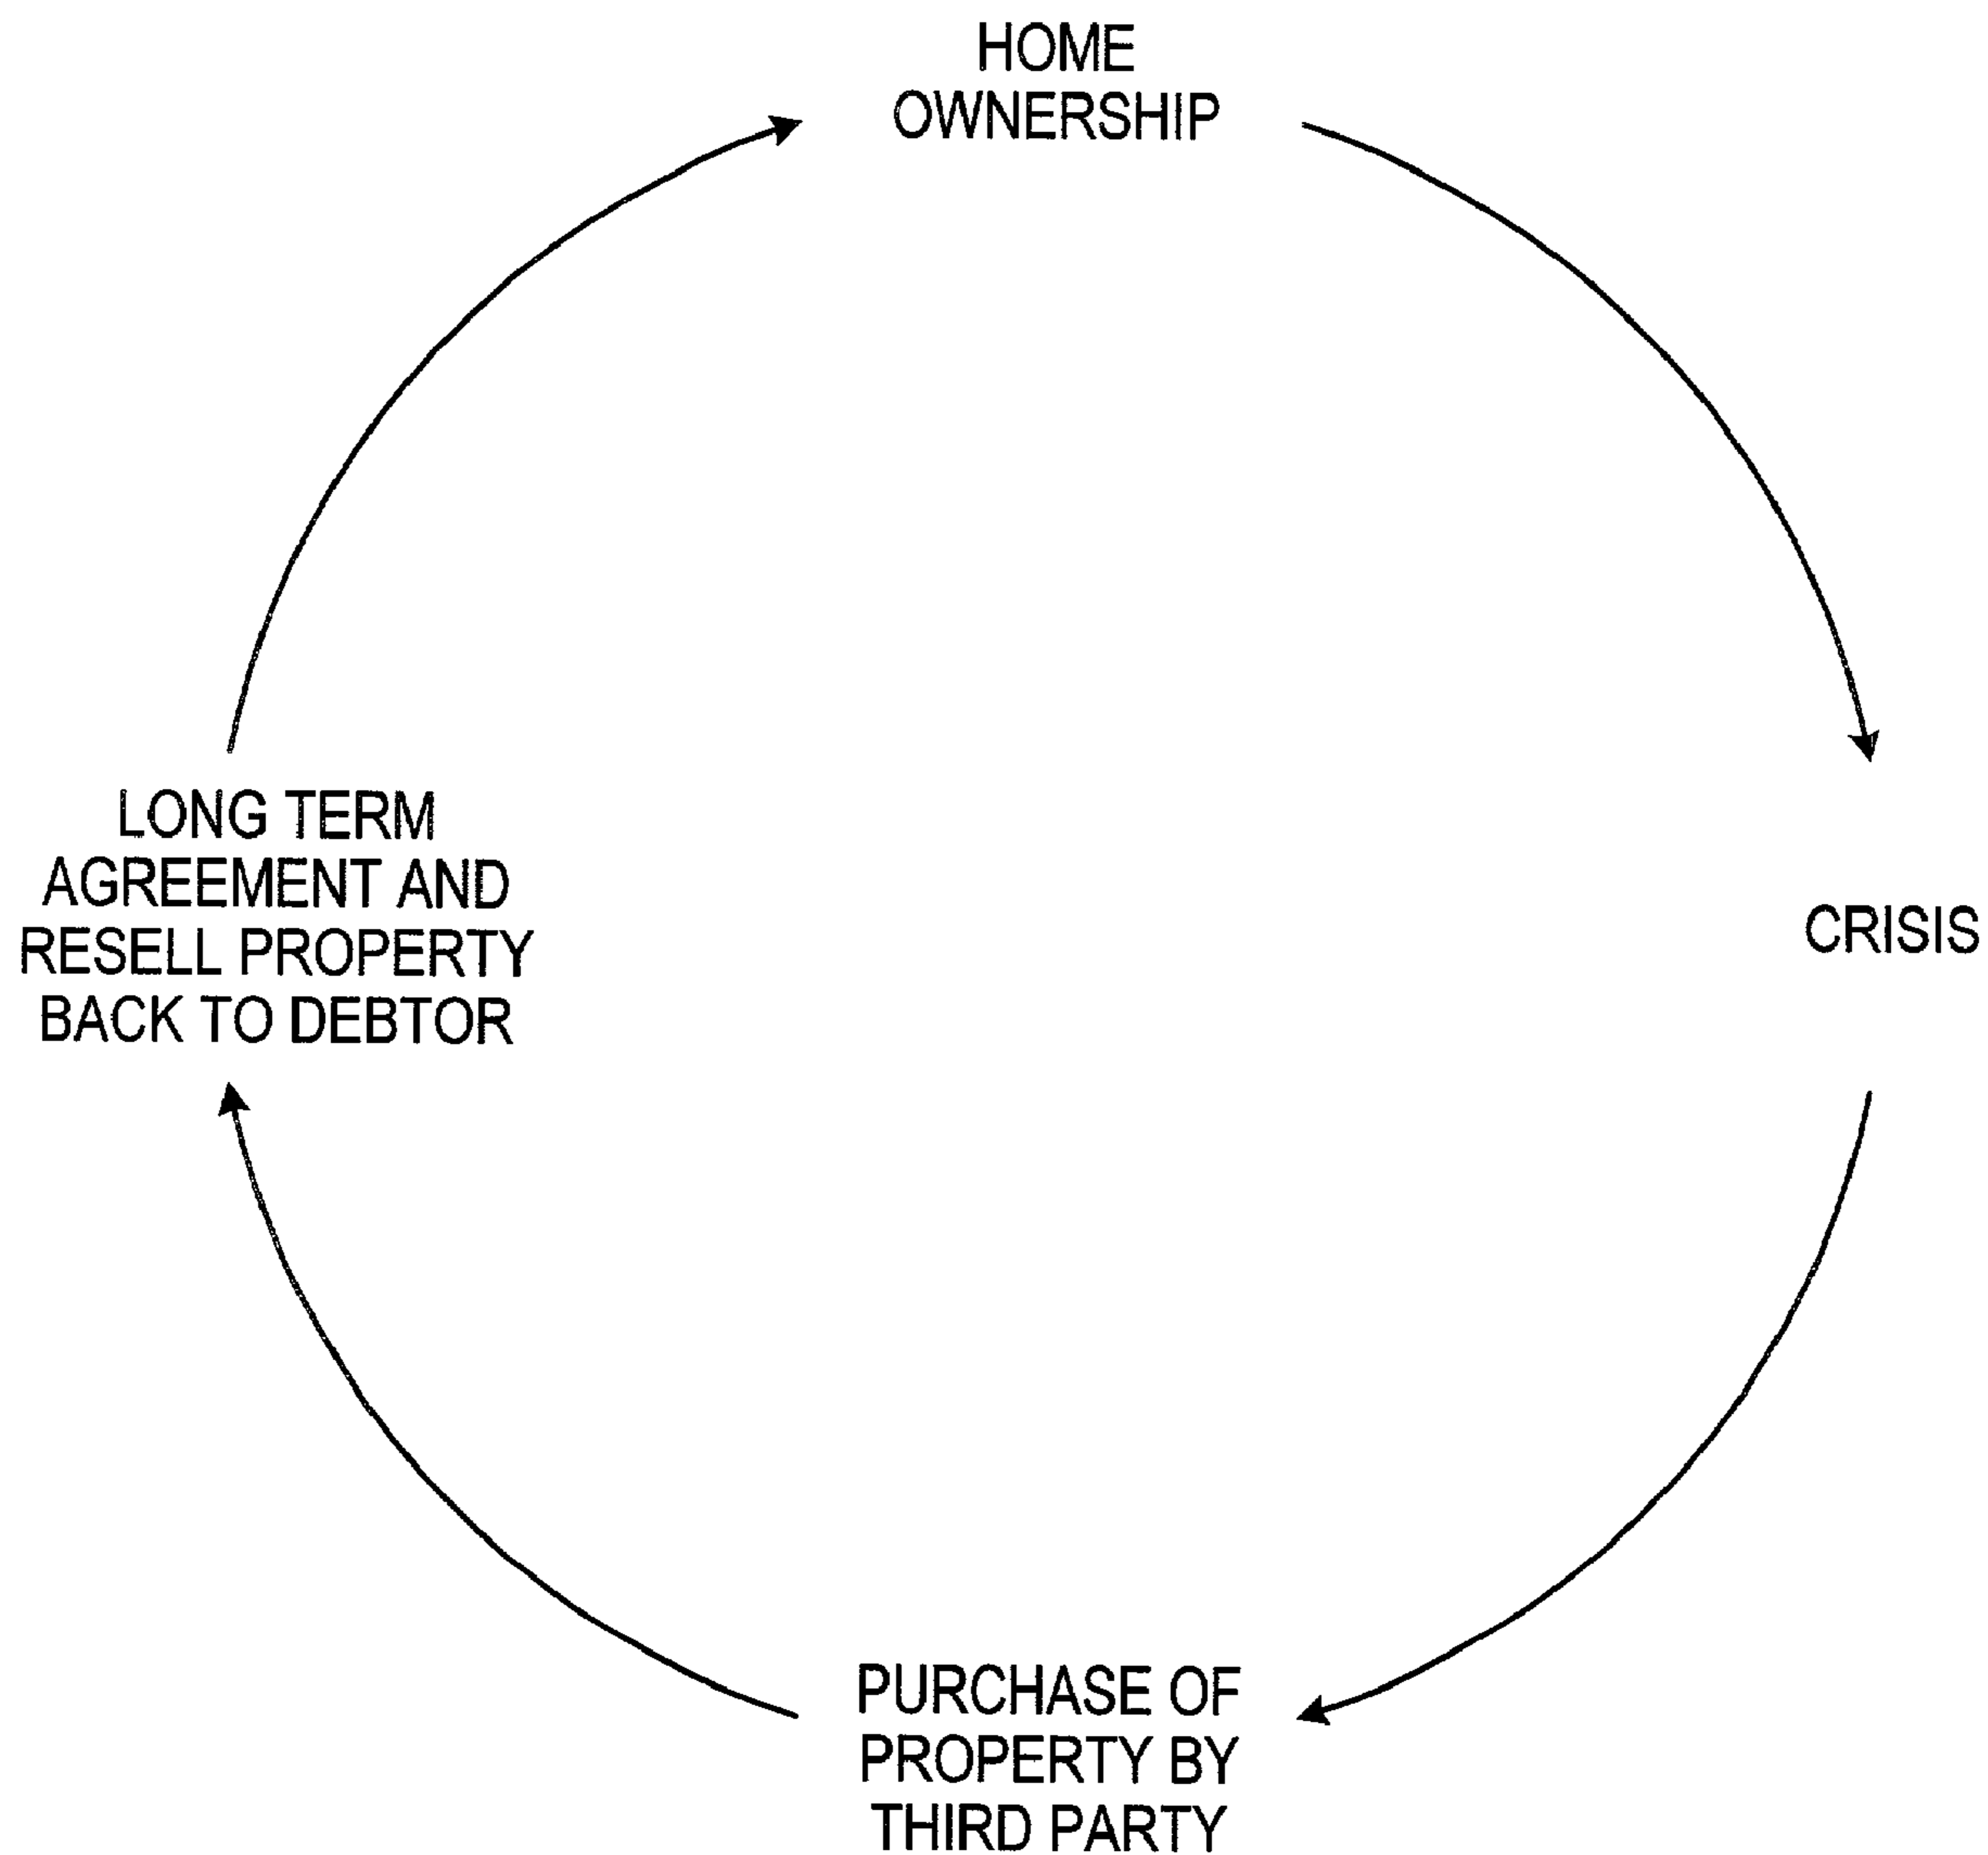 HOME
OWNERSHIP
CRISIS
PURCHASE OF
PROPERTY BY
THIRD PARTY
LONG TERM
AGREEMENT AND
RESELL PROPERTY
BACK TO DEBTOR